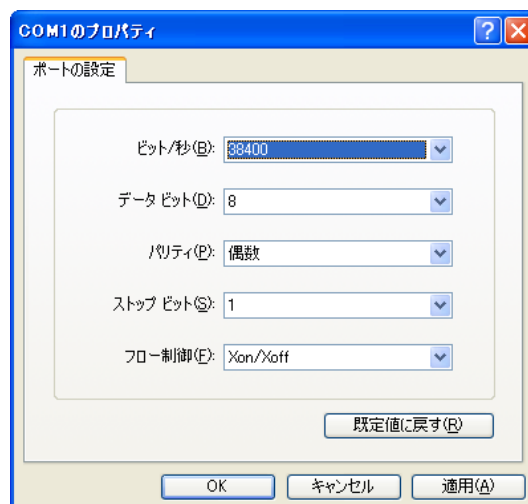 COM1のプロパティ
ポートの設定
ビット/秒(B): 38400
データ ビット(D): 8
パリティ(P): 偶数
ストップ ビット(S): 1
フロー制御(F): Xon/Xoff
既定値に戻す(R)
OK キャンセル 適用(A)